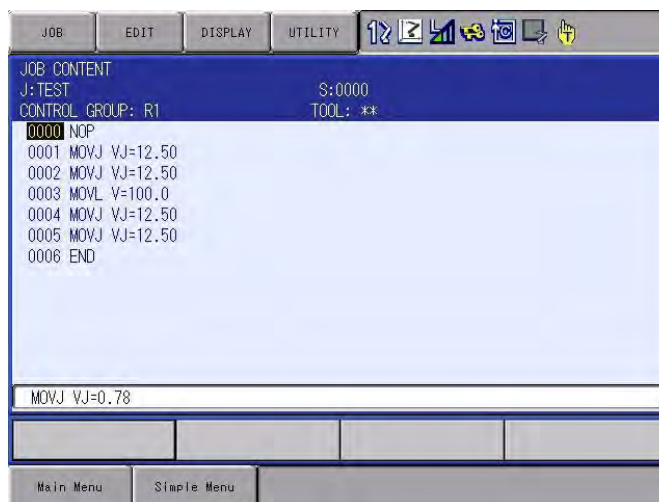 JOB EDIT DISPLAY UTILITY
JOB CONTENT
J:TEST S:0000
CONTROL GROUP: R1 TOOL: **
0000 NOP
0001 MOVJ VJ=12.50
0002 MOVJ VJ=12.50
0003 MOVL V=100.0
0004 MOVJ VJ=12.50
0005 MOVJ VJ=12.50
0006 END
MOVJ VJ=0.78
Main Menu Simple Menu